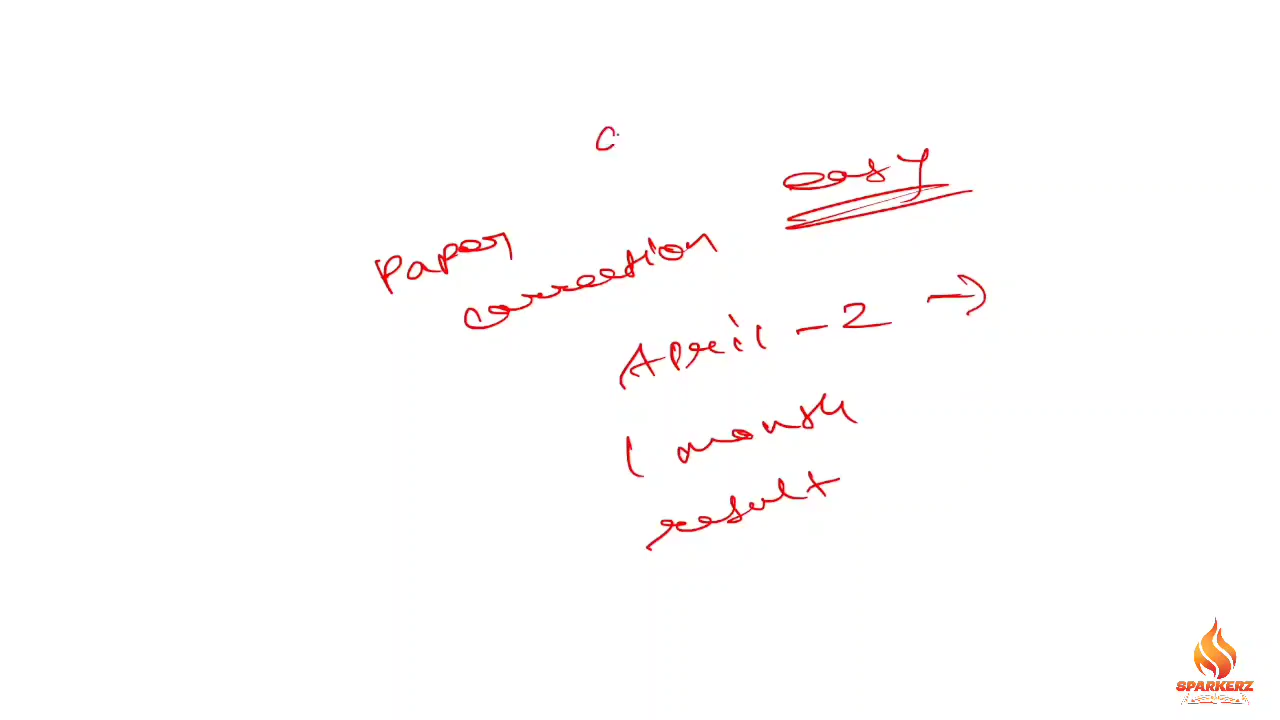 c
easy
Paper
correction
April - 2 →
1 month
result
SPARKERZ